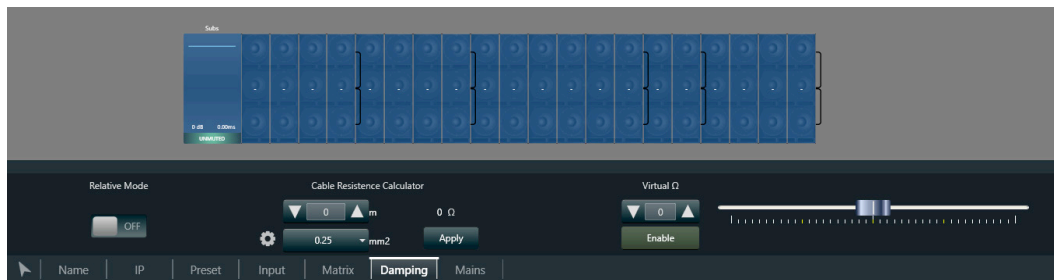 Subs
0 dB 0.00ms
UNMUTED
Relative Mode
Cable Resistence Calculator
Virtual Ω
OFF
0 m
0 Ω
0
0.25 mm2
Apply
Enable
Name IP Preset Input Matrix Damping Mains